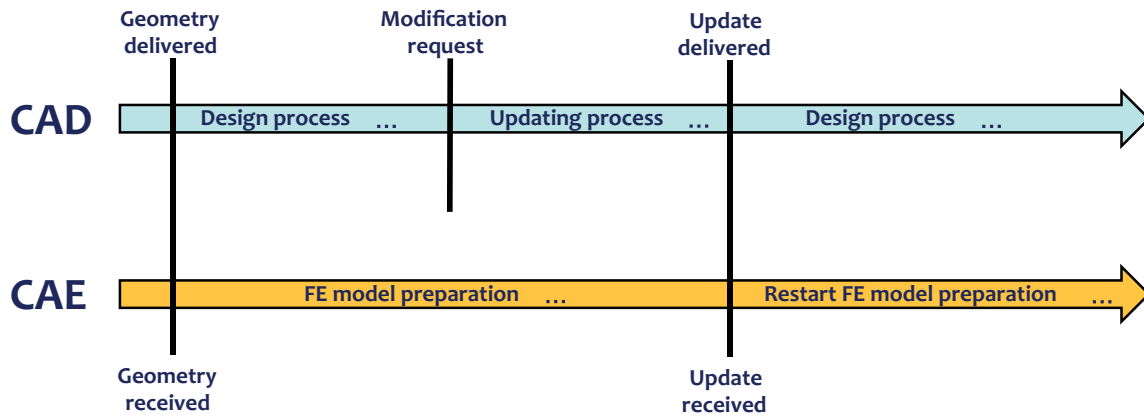 Geometry
delivered
Modification
request
Update
delivered
CAD
Design process ...
Updating process ...
Design process ...
CAE
FE model preparation ...
Restart FE model preparation ...
Geometry
received
Update
received